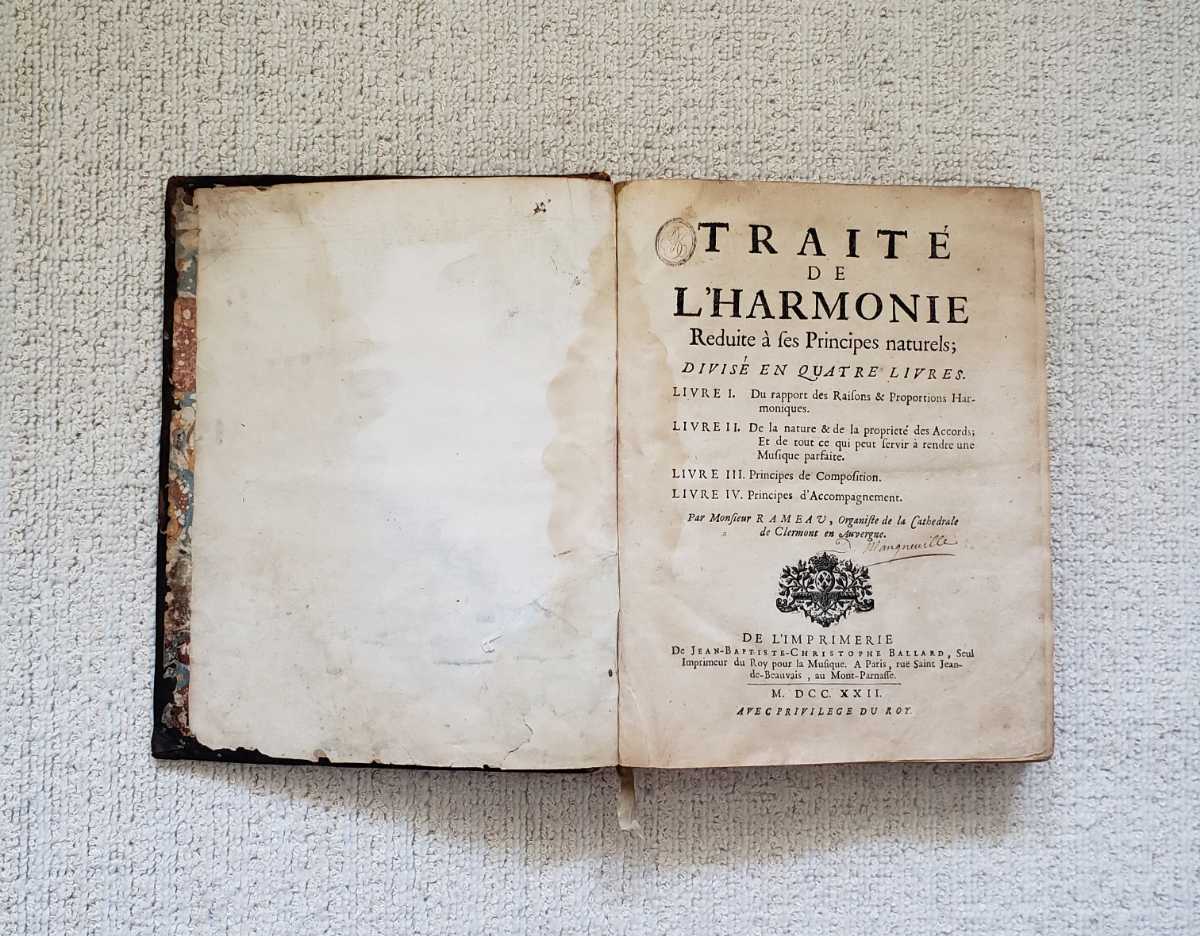 TRAITÉ
DE
L'HARMONIE
Reduite à ſes Principes naturels;
DIVISÉ EN QUATRE LIVRES.
LIVRE I. Du rapport des Raiſons & Proportions Har-
moniques.
LIVRE II. De la nature & de la proprieté des Accords;
Et de tout ce qui peut ſervir à rendre une
Muſique parfaite.
LIVRE III. Principes de Compoſition.
LIVRE IV. Principes d'Accompagnement.
Par Monſieur RAMEAU, Organiſte de la Cathedrale
de Clermont en Auvergne.
Mangneville
DE L'IMPRIMERIE
De JEAN-BAPTISTE-CHRISTOPHE BALLARD, Seul
Imprimeur du Roy pour la Muſique. A Paris, ruë Saint Jean-
de-Beauvais, au Mont-Parnaſſe.
M. DCC. XXII.
AVEC PRIVILEGE DU ROY.